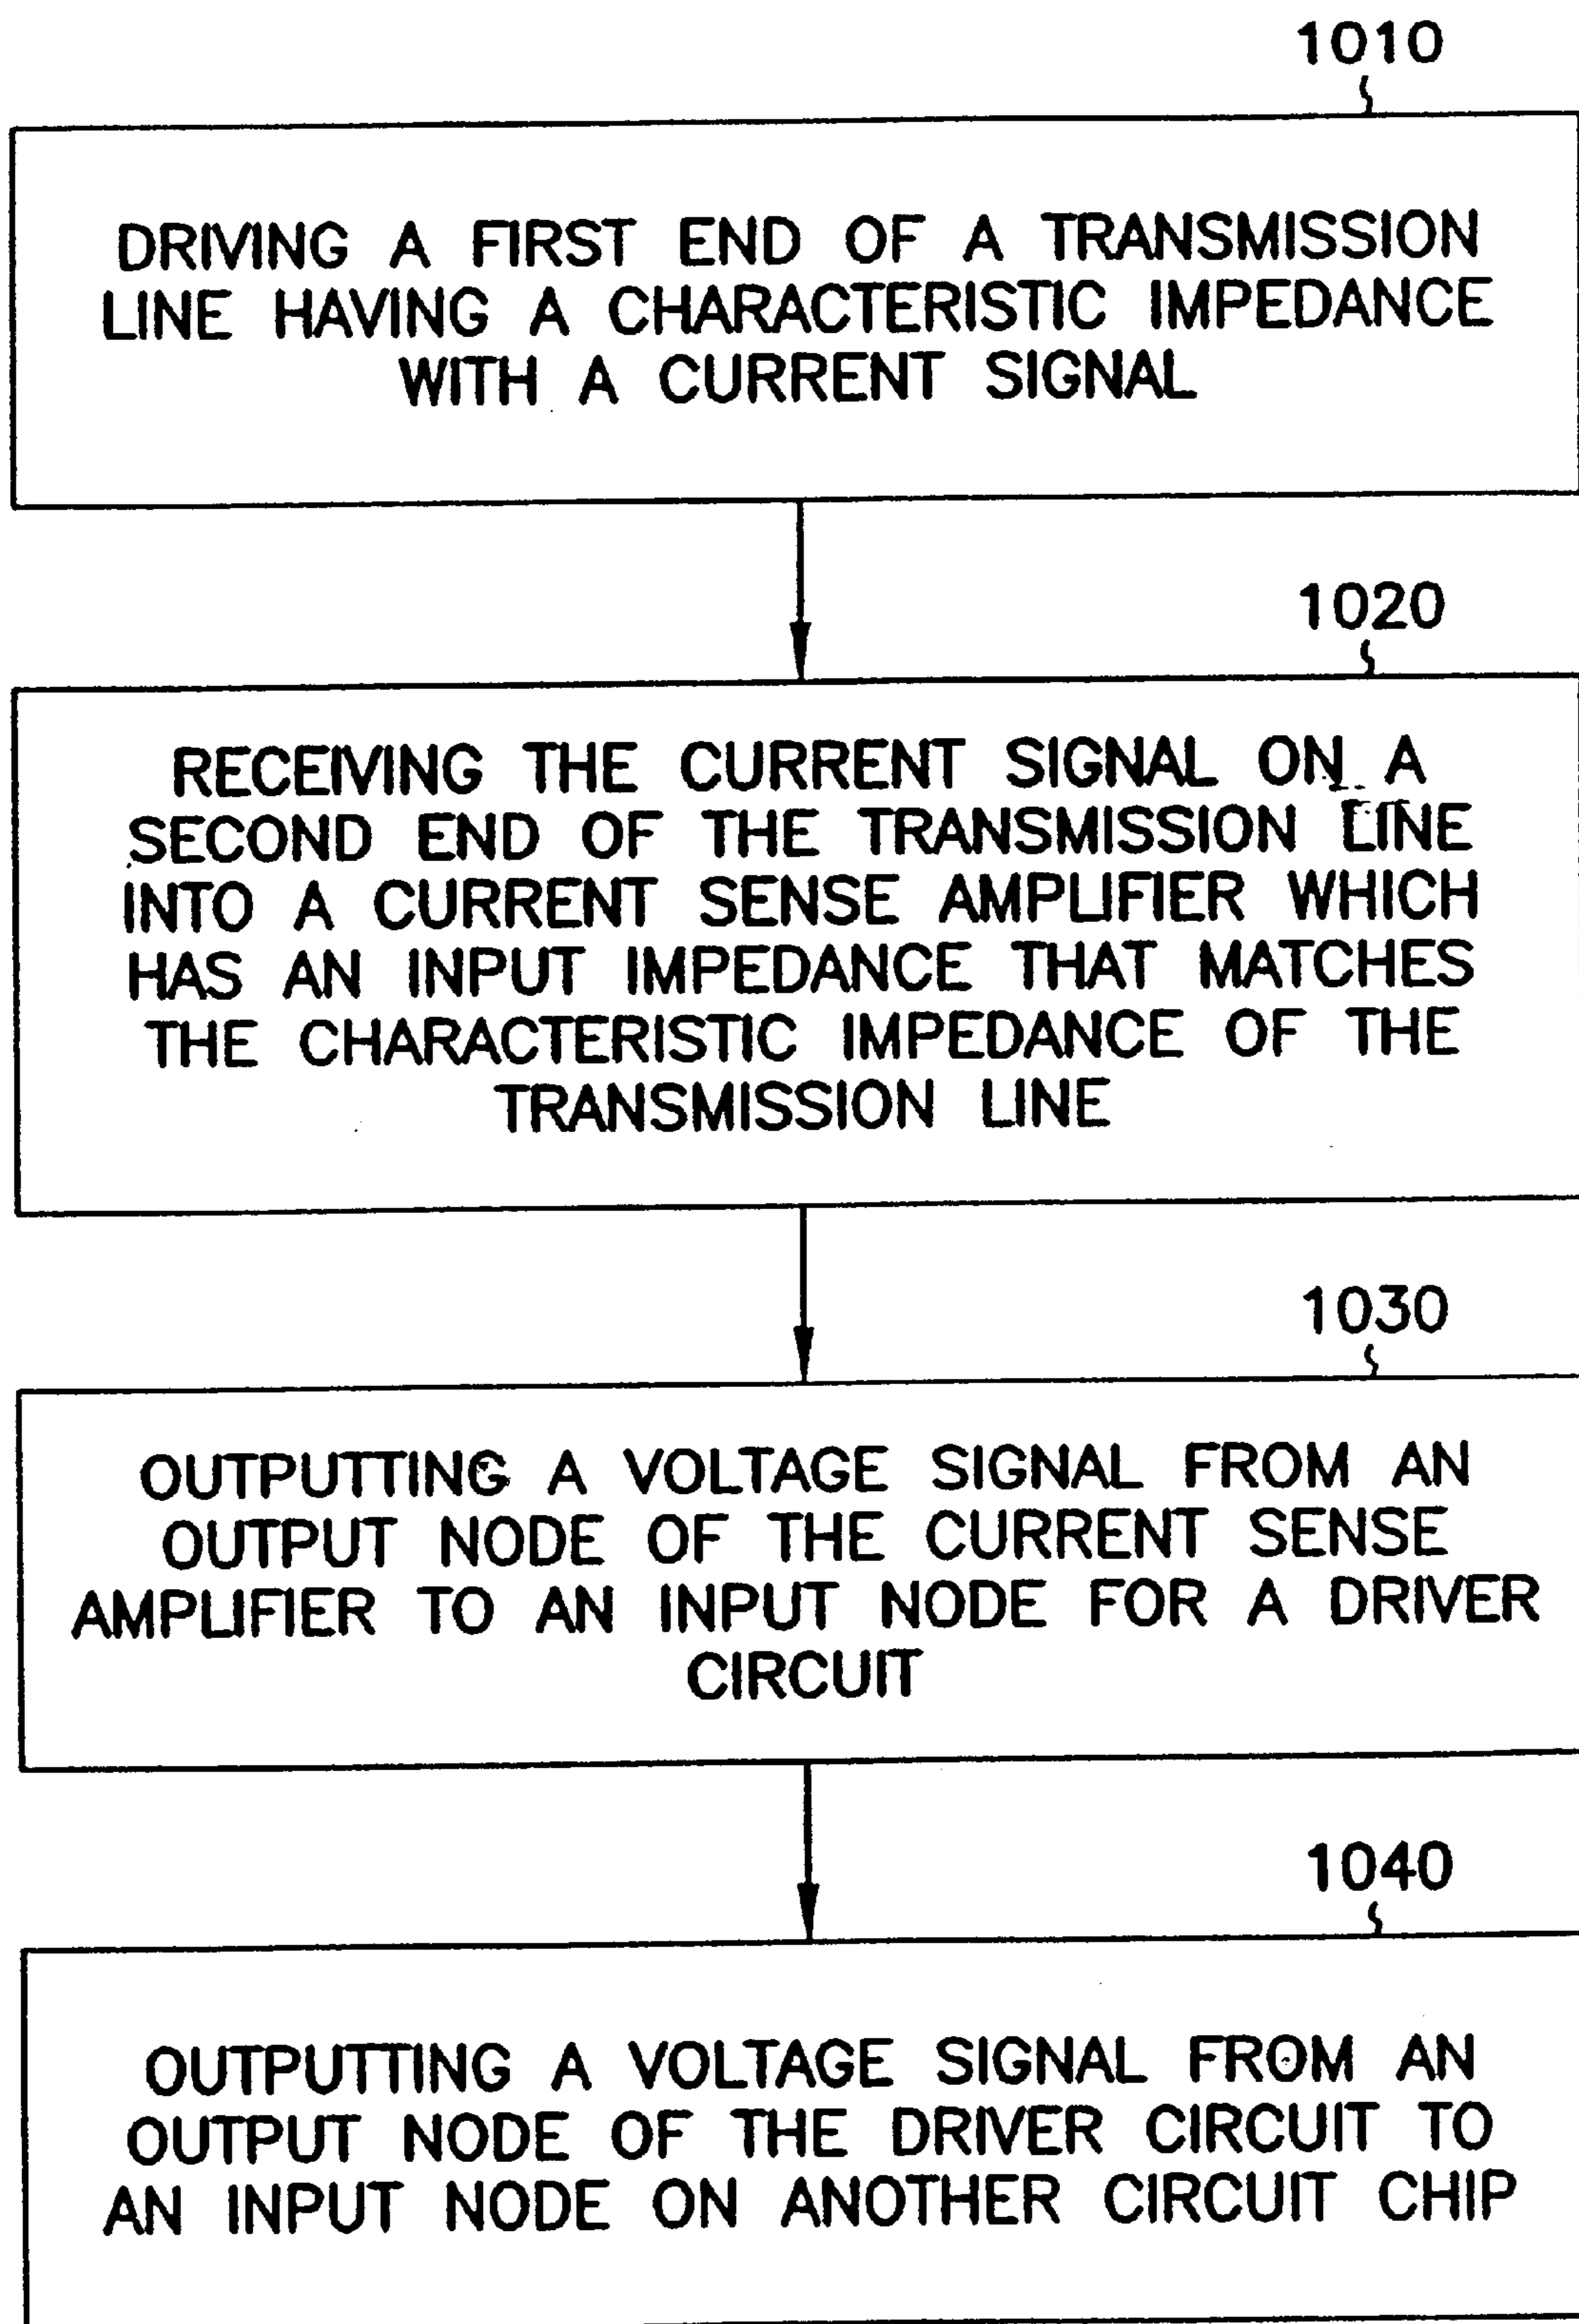 1010
DRIVING A FIRST END OF A TRANSMISSION
LINE HAVING A CHARACTERISTIC IMPEDANCE
WITH A CURRENT SIGNAL
1020
RECEIVING THE CURRENT SIGNAL ON A
SECOND END OF THE TRANSMISSION LINE
INTO A CURRENT SENSE AMPLIFIER WHICH
HAS AN INPUT IMPEDANCE THAT MATCHES
THE CHARACTERISTIC IMPEDANCE OF THE
TRANSMISSION LINE
1030
OUTPUTTING A VOLTAGE SIGNAL FROM AN
OUTPUT NODE OF THE CURRENT SENSE
AMPLIFIER TO AN INPUT NODE FOR A DRIVER
CIRCUIT
1040
OUTPUTTING A VOLTAGE SIGNAL FROM AN
OUTPUT NODE OF THE DRIVER CIRCUIT TO
AN INPUT NODE ON ANOTHER CIRCUIT CHIP